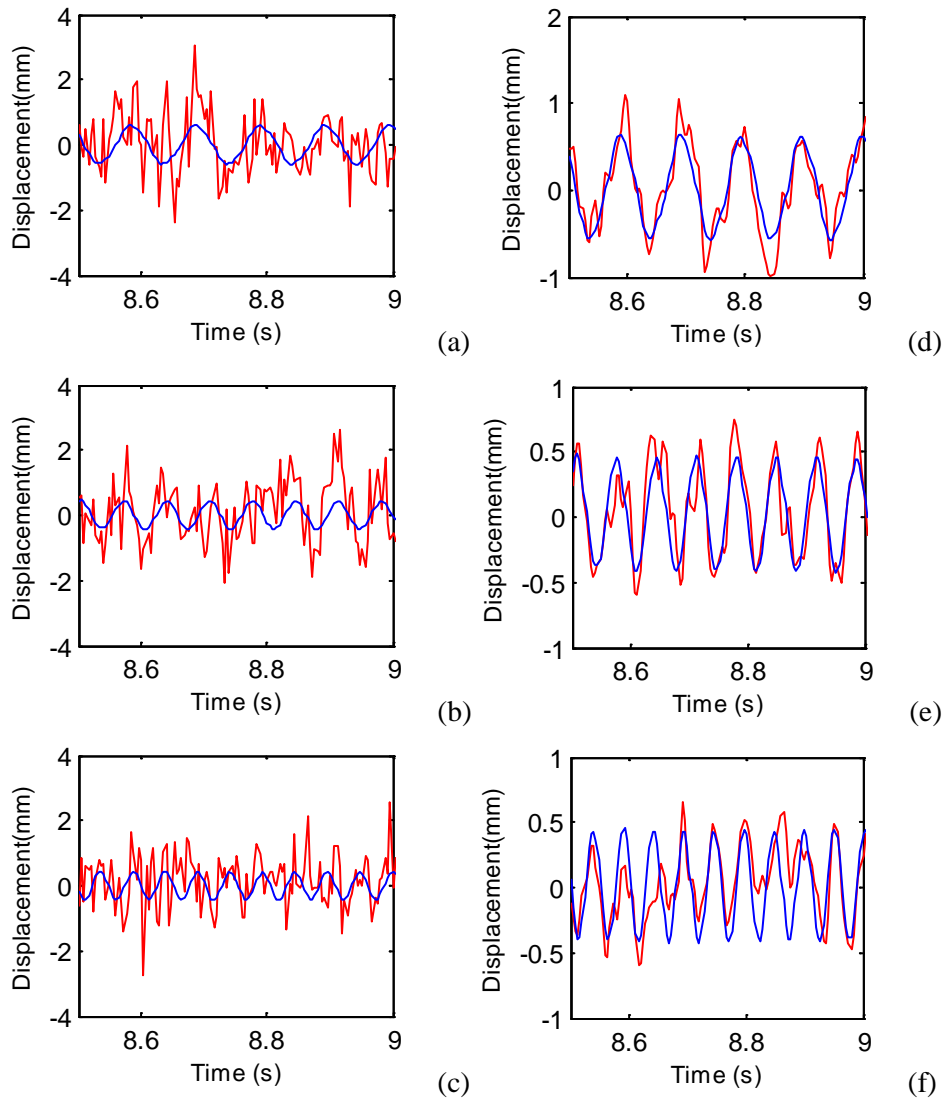 4
2
0
-2
-4
Displacement(mm)
8.6
8.8
9
Time (s)
(a)
2
1
0
-1
Displacement(mm)
8.6
8.8
9
Time (s)
(d)
4
2
0
-2
-4
Displacement(mm)
8.6
8.8
9
Time (s)
(b)
1
0.5
0
-0.5
-1
Displacement(mm)
8.6
8.8
9
Time (s)
(e)
4
2
0
-2
-4
Displacement(mm)
8.6
8.8
9
Time (s)
(c)
1
0.5
0
-0.5
-1
Displacement(mm)
8.6
8.8
9
Time (s)
(f)